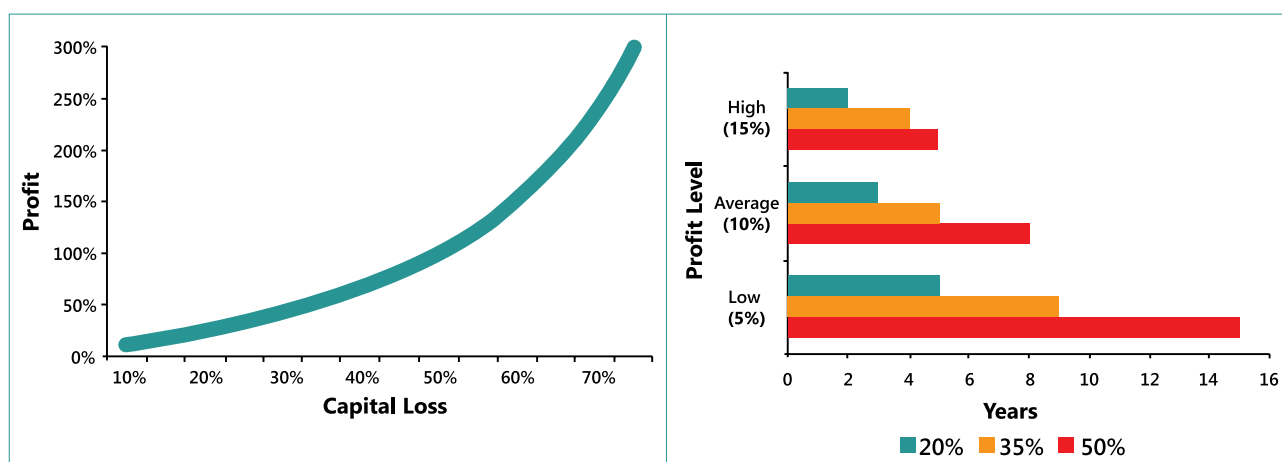 300%
250%
200%
150%
100%
50%
0%
Profit
10% 20% 30% 40% 50% 60% 70%
Capital Loss
Profit Level
High
(15%)
Average
(10%)
Low
(5%)
0 2 4 6 8 10 12 14 16
Years
20% 35% 50%